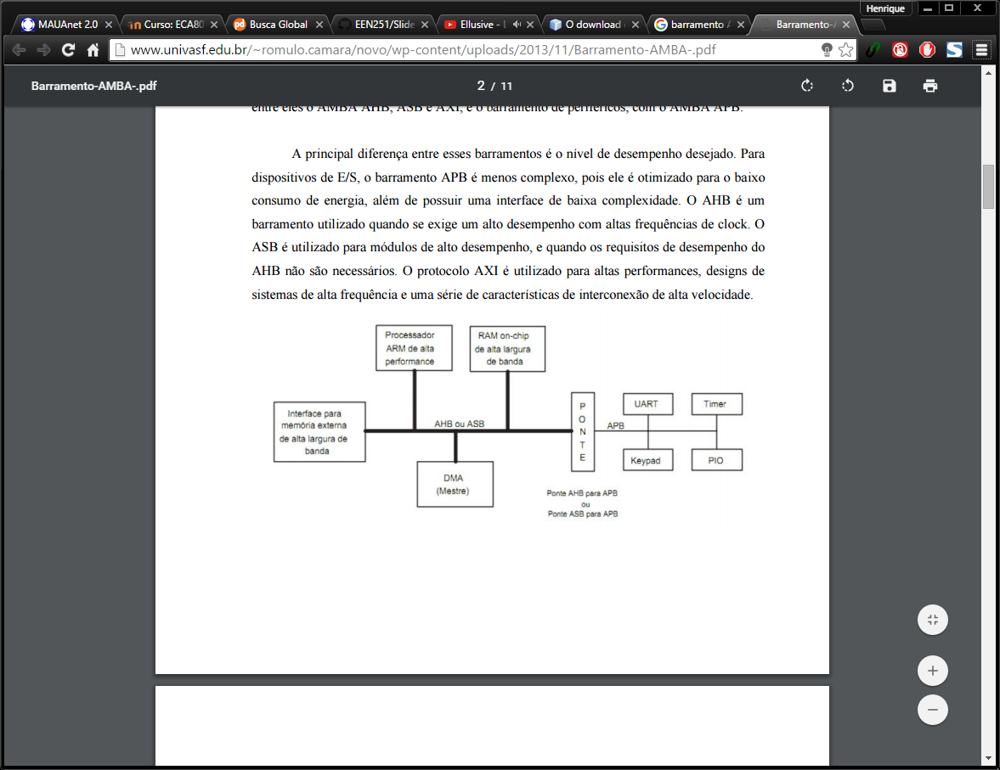 Henrique
MAUAnet 2.0
Curso: ECA80
Busca Global
EEN251/Slide
Ellusive - L
O download
barramento A
Barramento-A
www.univasf.edu.br/~romulo.camara/novo/wp-content/uploads/2013/11/Barramento-AMBA-.pdf
Barramento-AMBA-.pdf
2 / 11
entre eles o AMBA AHB, ASB e AXI, e o barramento de periféricos, com o AMBA APB.
A principal diferença entre esses barramentos é o nível de desempenho desejado. Para
dispositivos de E/S, o barramento APB é menos complexo, pois ele é otimizado para o baixo
consumo de energia, além de possuir uma interface de baixa complexidade. O AHB é um
barramento utilizado quando se exige um alto desempenho com altas frequências de clock. O
ASB é utilizado para módulos de alto desempenho, e quando os requisitos de desempenho do
AHB não são necessários. O protocolo AXI é utilizado para altas performances, designs de
sistemas de alta frequência e uma série de características de interconexão de alta velocidade.
Processador
ARM de alta
performance
RAM on-chip
de alta largura
de banda
Interface para
memória externa
de alta largura de
banda
AHB ou ASB
DMA
(Mestre)
P
O
N
T
E
APB
UART
Timer
Keypad
PIO
Ponte AHB para APB
ou
Ponte ASB para APB